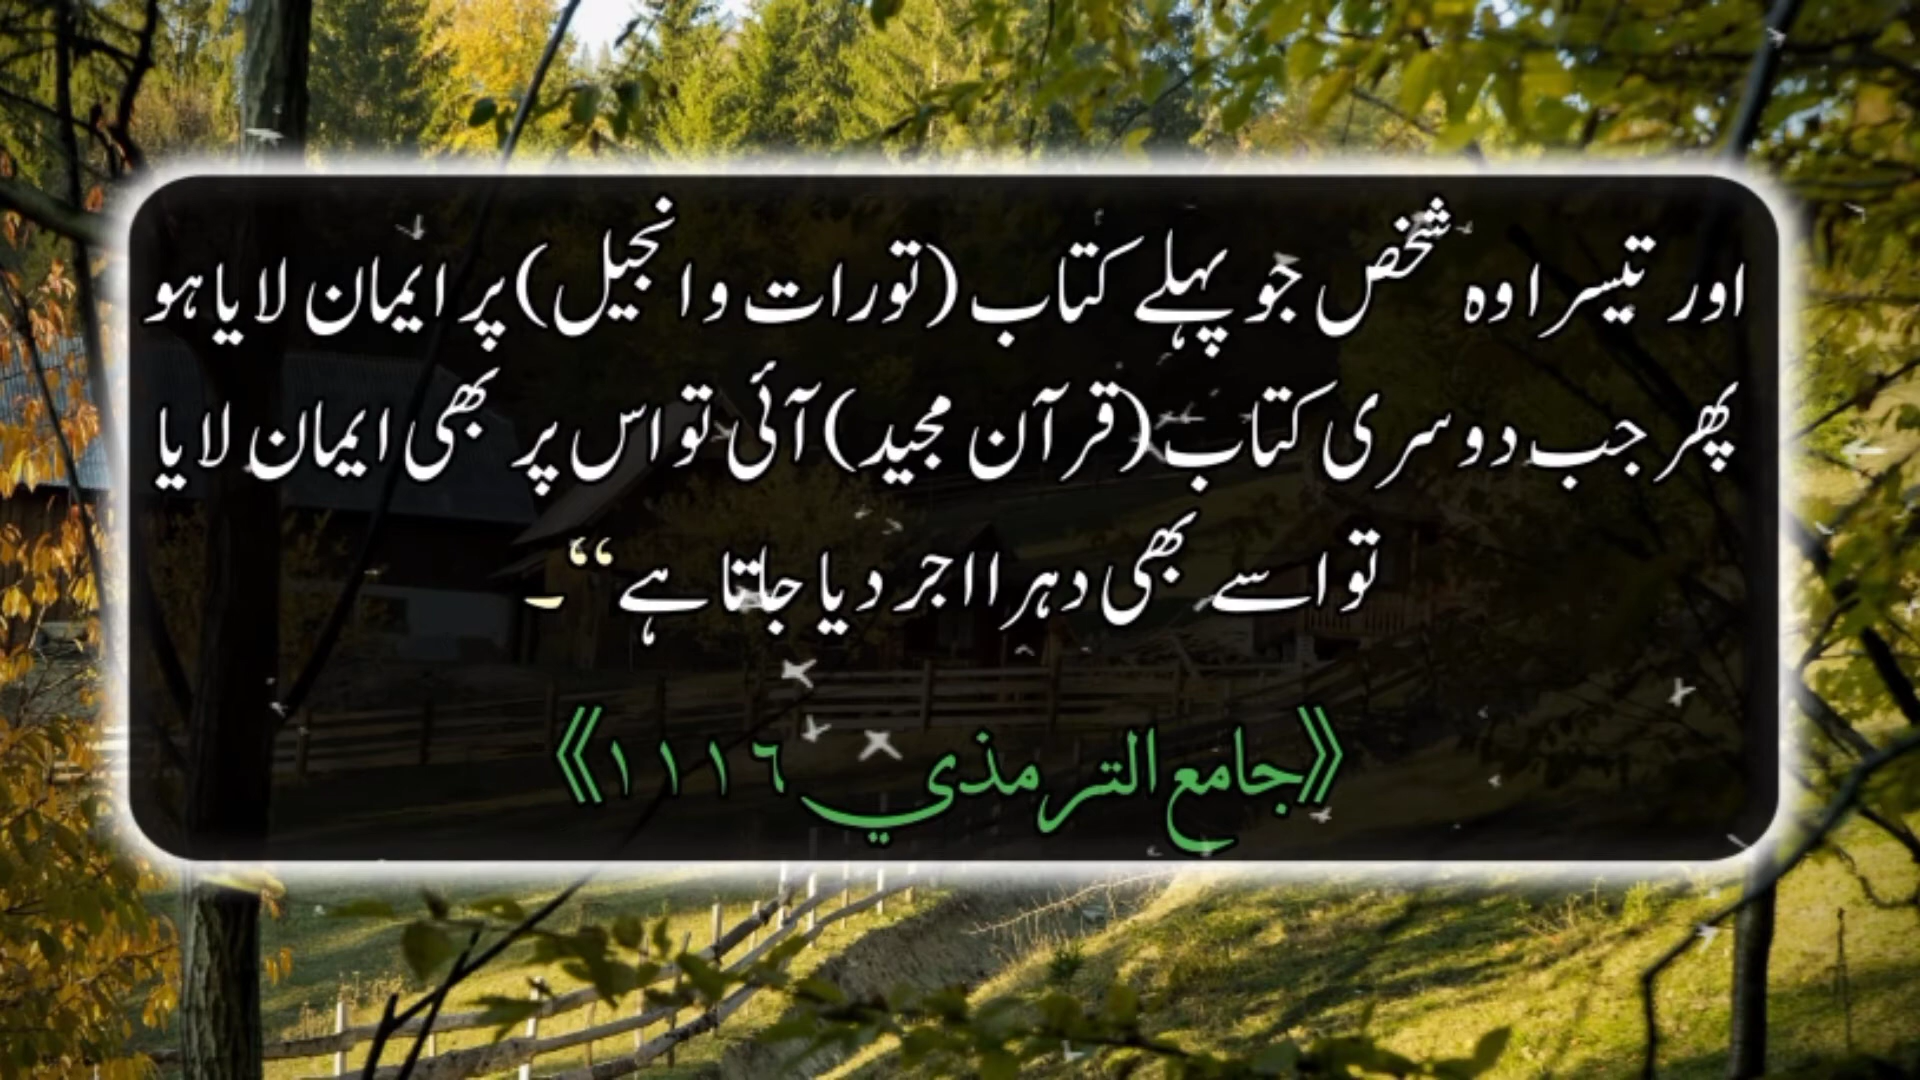 اور تیسرا وہ شخص جو پہلے کتاب (تورات و انجیل) پر ایمان لایا ہو
پھر جب دوسری کتاب (قرآن مجید) آئی تو اس پر بھی ایمان لایا
تو اسے بھی دہرا اجر دیا جاتا ہے“۔
《جامع الترمذي ١١١٦》